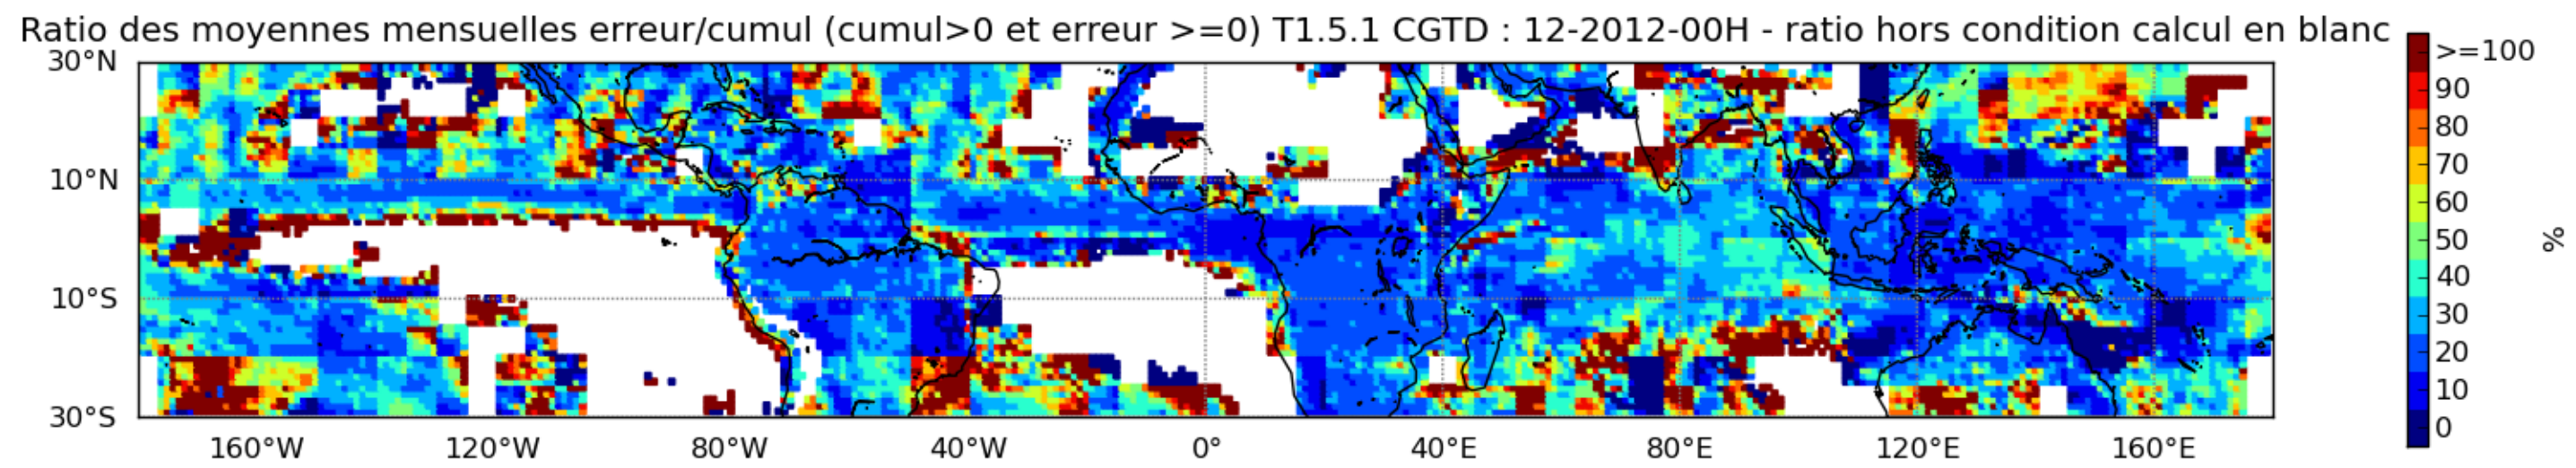 Ratio des moyennes mensuelles erreur/cumul (cumul>0 et erreur >=0) T1.5.1 CGTD : 12-2012-00H - ratio hors condition calcul en blanc
30°N
10°N
10°S
30°S
160°W 120°W 80°W 40°W 0° 40°E 80°E 120°E 160°E
>=100
90
80
70
60
50
40
30
20
10
0
%